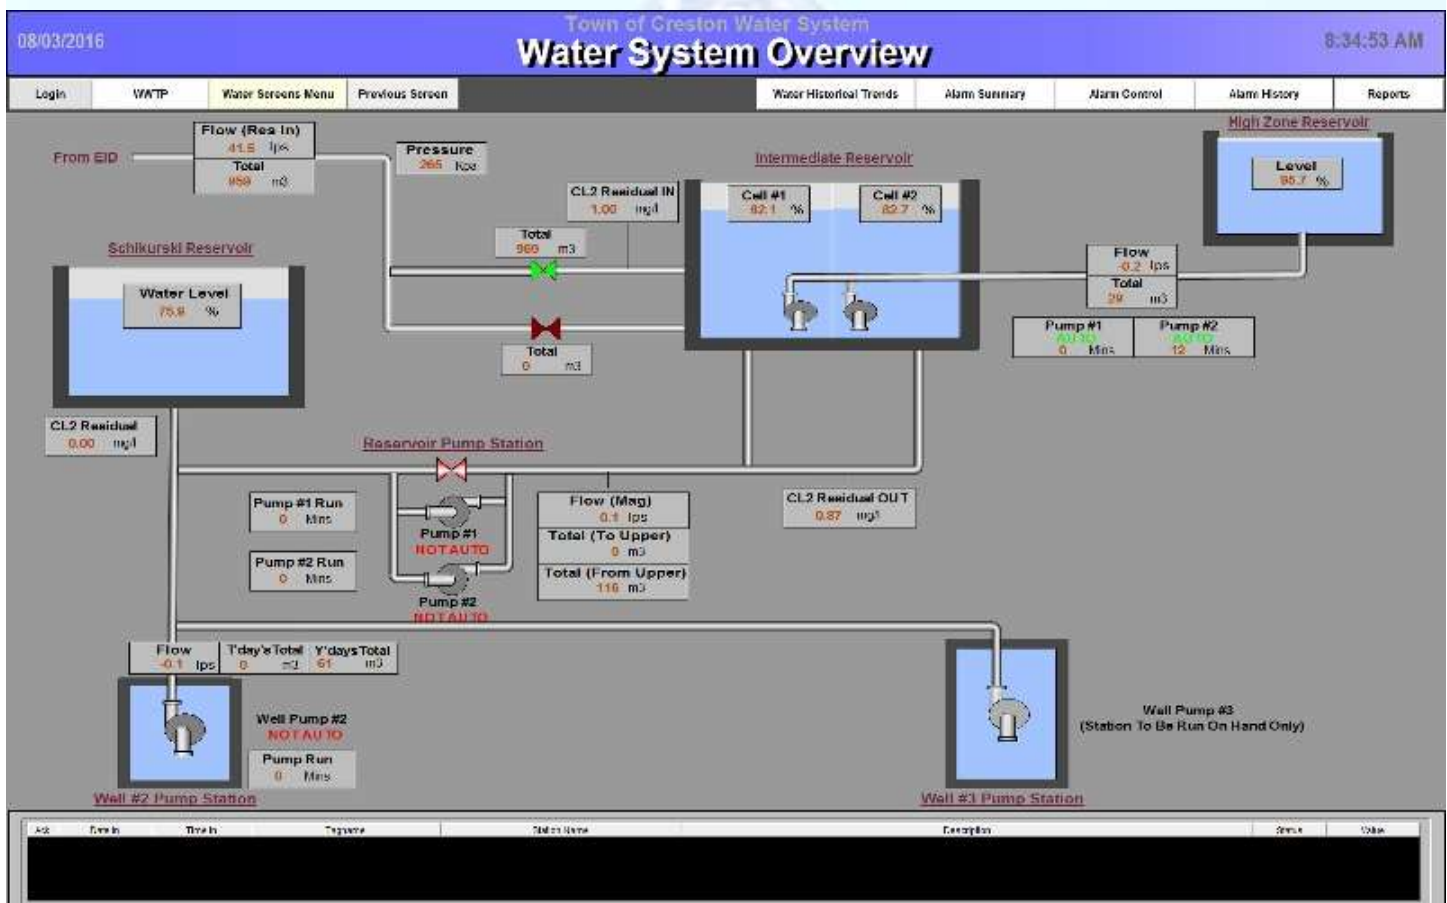 Town of Creston Water System
08/03/2016
Water System Overview
8:34:53 AM
Login
WWTP
Water Screens Menu
Previous Screen
Water Historical Trends
Alarm Summary
Alarm Control
Alarm History
Reports
From EID
Flow (Res In)
41.5 lps
Total
959 m3
Pressure
265 Kpa
CL2 Residual IN
1.00 mg/l
Intermediate Reservoir
Cell #1
82.1 %
Cell #2
82.7 %
High Zone Reservoir
Level
95.7 %
Schikurski Reservoir
Water Level
75.9 %
Total
969 m3
Total
0 m3
Flow
-0.2 lps
Total
29 m3
Pump #1
AUTO
0 Mins
Pump #2
AUTO
12 Mins
CL2 Residual
0.00 mg/l
Reservoir Pump Station
Pump #1 Run
0 Mins
Pump #2 Run
0 Mins
Pump #1
NOT AUTO
Pump #2
NOT AUTO
Flow (Mag)
0.1 lps
Total (To Upper)
0 m3
Total (From Upper)
116 m3
CL2 Residual OUT
0.87 mg/l
Flow
-0.1 lps
T'day's Total
0 m3
Y'days Total
61 m3
Well Pump #2
NOT AUTO
Pump Run
0 Mins
Well #2 Pump Station
Well Pump #3
(Station To Be Run On Hand Only)
Well #3 Pump Station
Ack
Date In
Time In
Tagname
Station Name
Description
Status
Value